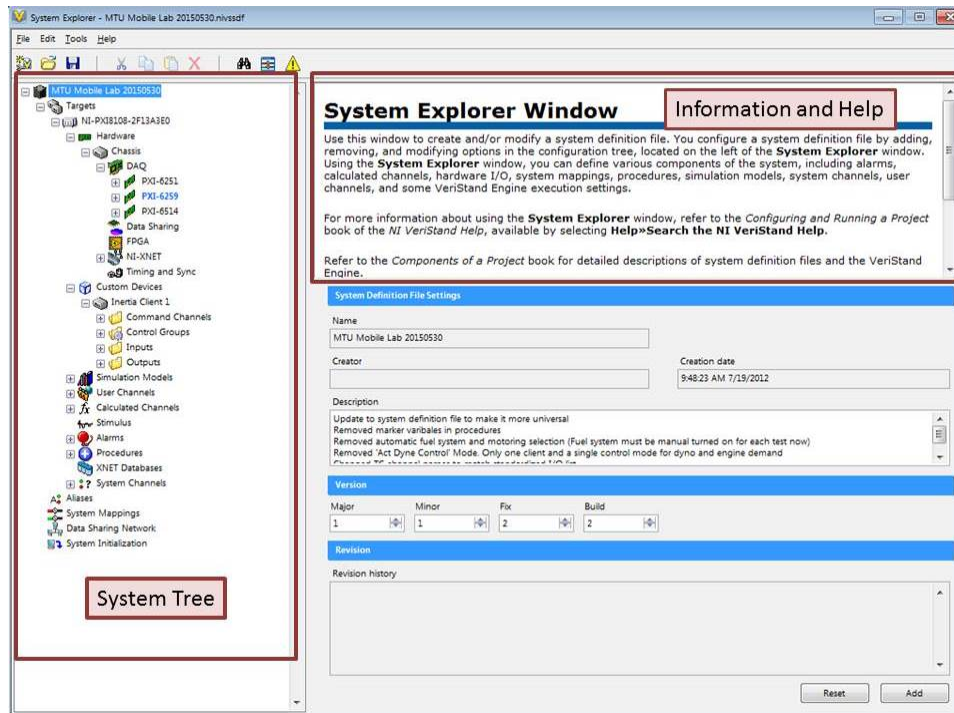 System Explorer - MTU Mobile Lab 20150530.nivssdf
File Edit Tools Help
MTU Mobile Lab 20150530
Targets
NI-PXI8108-2F13A3E0
Hardware
Chassis
DAQ
PXI-6251
PXI-6259
PXI-6514
Data Sharing
FPGA
NI-XNET
Timing and Sync
Custom Devices
Inertia Client 1
Command Channels
Control Groups
Inputs
Outputs
Simulation Models
User Channels
Calculated Channels
Stimulus
Alarms
Procedures
XNET Databases
System Channels
Aliases
System Mappings
Data Sharing Network
System Initialization
System Tree
System Explorer Window
Information and Help
Use this window to create and/or modify a system definition file. You configure a system definition file by adding,
removing, and modifying options in the configuration tree, located on the left of the System Explorer window.
Using the System Explorer window, you can define various components of the system, including alarms,
calculated channels, hardware I/O, system mappings, procedures, simulation models, system channels, user
channels, and some VeriStand Engine execution settings.
For more information about using the System Explorer window, refer to the Configuring and Running a Project
book of the NI VeriStand Help, available by selecting Help»Search the NI VeriStand Help.
Refer to the Components of a Project book for detailed descriptions of system definition files and the VeriStand
Engine.
System Definition File Settings
Name
MTU Mobile Lab 20150530
Creator Creation date
9:48:23 AM 7/19/2012
Description
Update to system definition file to make it more universal
Removed marker varibales in procedures
Removed automatic fuel system and motoring selection (Fuel system must be manual turned on for each test now)
Removed 'Act Dyne Control' Mode. Only one client and a single control mode for dyno and engine demand
Version
Major Minor Fix Build
1 1 2 2
Revision
Revision history
Reset Add